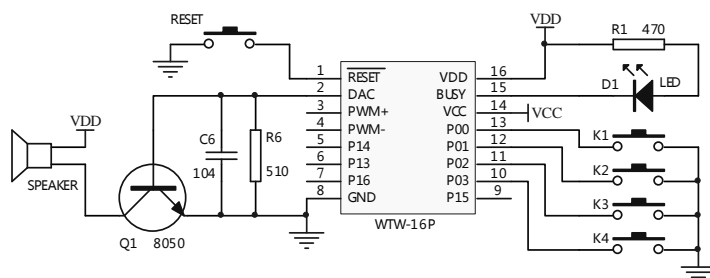 RESET
VDD
R1 470
1 RESET VDD 16
2 DAC BUSY 15
D1 LED
3 PWM+ VCC 14 VCC
4 PWM- P00 13 K1
5 P14 P01 12
6 P13 P02 11 K2
7 P16 P03 10
8 GND P15 9 K3
WTW-16P
K4
VDD
SPEAKER
C6
104
R6
510
Q1 8050